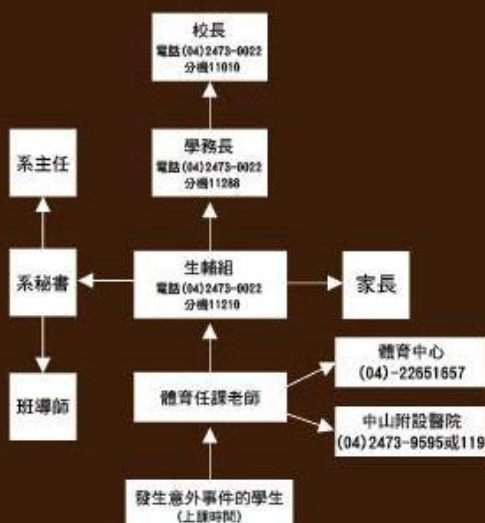 校長
電話(04)2473-0022
分機11010
學務長
電話(04)2473-0022
分機11288
系主任
系秘書
生輔組
電話(04)2473-0022
分機11210
家長
班導師
體育任課老師
體育中心
(04)-22651657
中山附設醫院
(04)2473-9595或119
發生意外事件的學生
(上課時間)